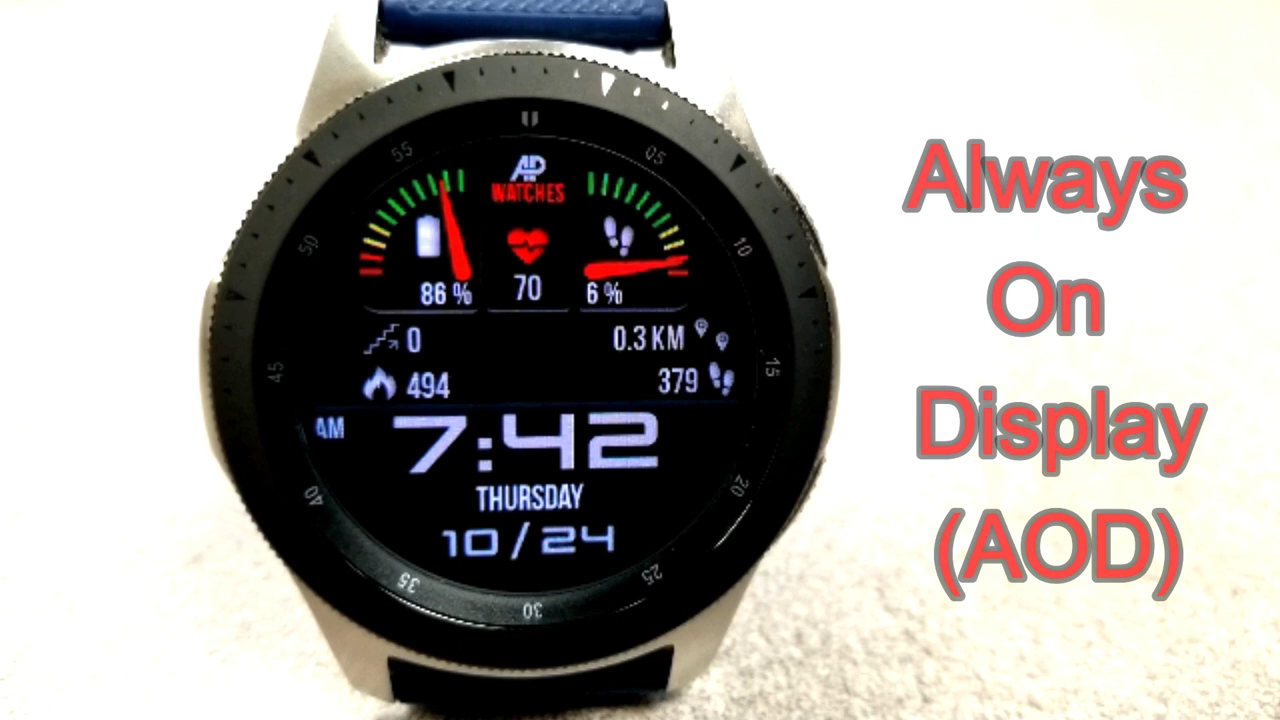 05
10
15
20
25
30
35
40
45
50
55
AD
WATCHES
86 %
70
6 %
0
0.3 KM
494
379
AM
7:42
THURSDAY
10/24
Always
On
Display
(AOD)